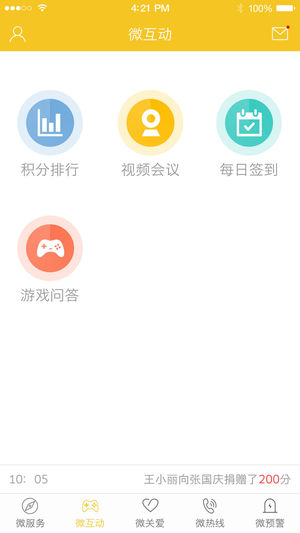 4:21 PM
100%
微互动
积分排行
视频会议
每日签到
游戏问答
10：05
王小丽向张国庆捐赠了200分
微服务
微互动
微关爱
微热线
微预警